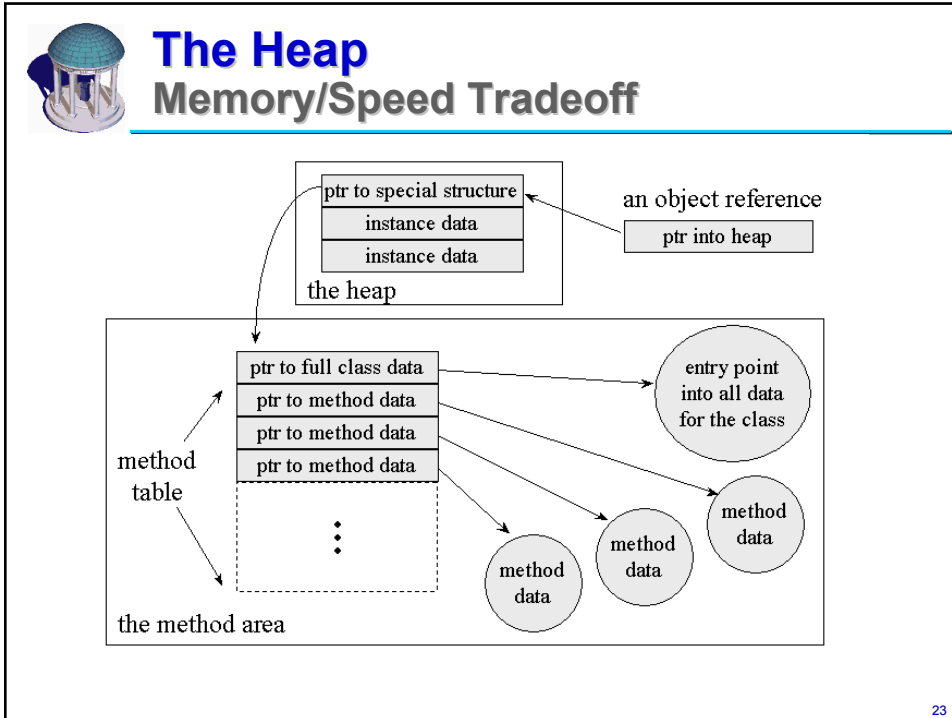 The Heap
Memory/Speed Tradeoff
ptr to special structure
instance data
instance data
the heap
an object reference
ptr into heap
ptr to full class data
ptr to method data
ptr to method data
ptr to method data
method
table
the method area
entry point
into all data
for the class
method
data
method
data
method
data
23